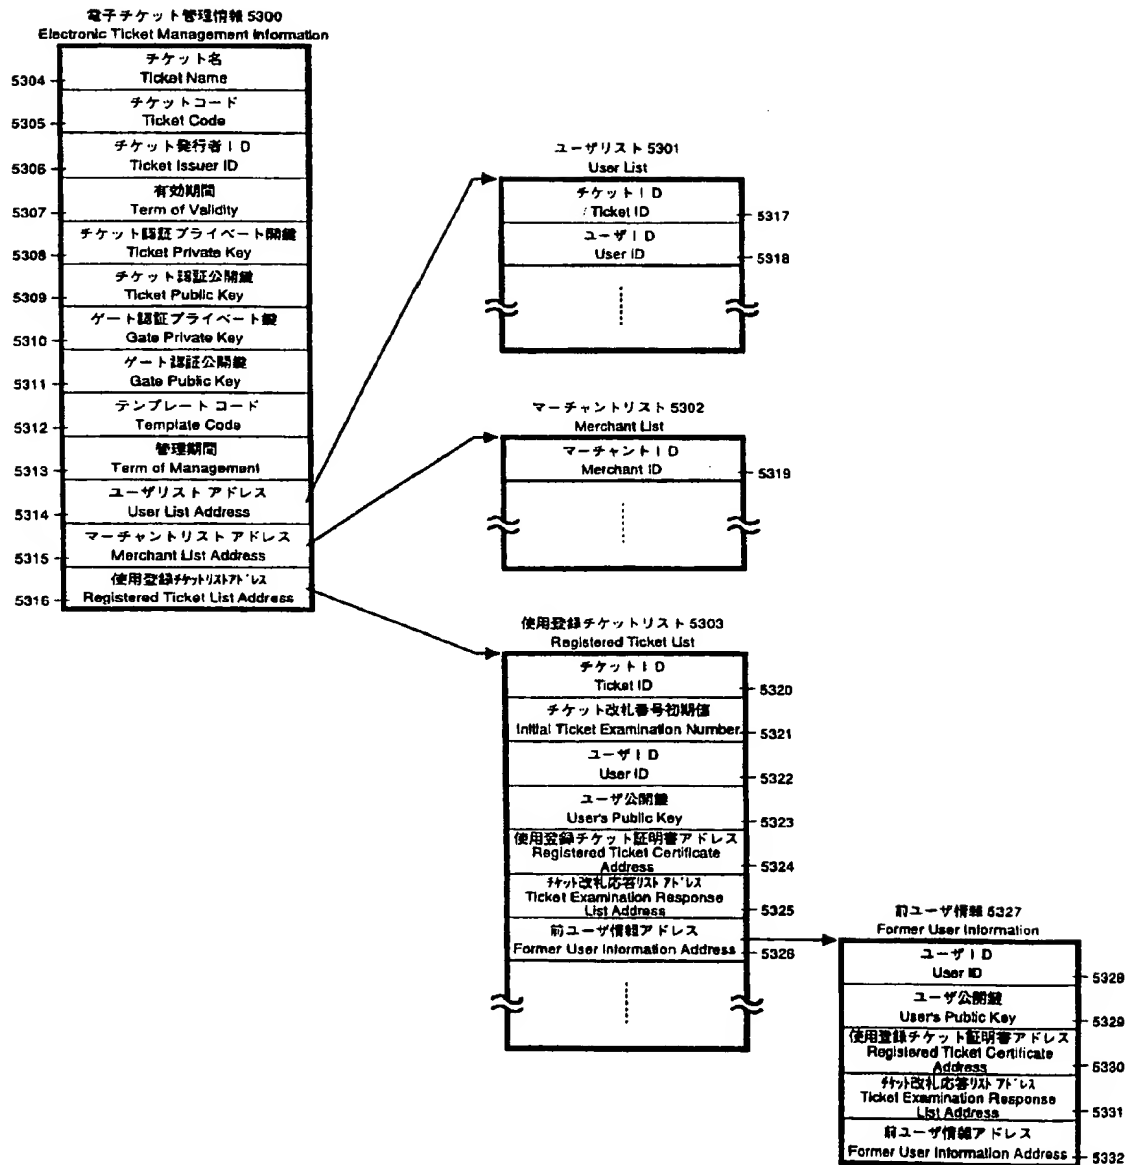 電子チケット管理情報 5300
Electronic Ticket Management Information
チケット名
Ticket Name
5304
チケットコード
Ticket Code
5305
チケット発行者ID
Ticket Issuer ID
5306
有効期間
Term of Validity
5307
チケット認証プライベート開鍵
Ticket Private Key
5308
チケット認証公開鍵
Ticket Public Key
5309
ゲート認証プライベート鍵
Gate Private Key
5310
ゲート認証公開鍵
Gate Public Key
5311
テンプレート コード
Template Code
5312
管理期間
Term of Management
5313
ユーザリスト アドレス
User List Address
5314
マーチャントリスト アドレス
Merchant List Address
5315
使用登録チケットリストアドレス
Registered Ticket List Address
5316
ユーザリスト 5301
User List
チケットID
Ticket ID
5317
ユーザID
User ID
5318
マーチャントリスト 5302
Merchant List
マーチャントID
Merchant ID
5319
使用登録チケットリスト 5303
Registered Ticket List
チケットID
Ticket ID
5320
チケット改札番号初期値
Initial Ticket Examination Number
5321
ユーザID
User ID
5322
ユーザ公開鍵
User's Public Key
5323
使用登録チケット証明書アドレス
Registered Ticket Certificate
Address
5324
チケット改札応答リスト アドレス
Ticket Examination Response
List Address
5325
前ユーザ情報アドレス
Former User Information Address
5326
前ユーザ情報 5327
Former User Information
ユーザID
User ID
5328
ユーザ公開鍵
User's Public Key
5329
使用登録チケット証明書アドレス
Registered Ticket Certificate
Address
5330
チケット改札応答リスト アドレス
Ticket Examination Response
List Address
5331
前ユーザ情報アドレス
Former User Information Address
5332